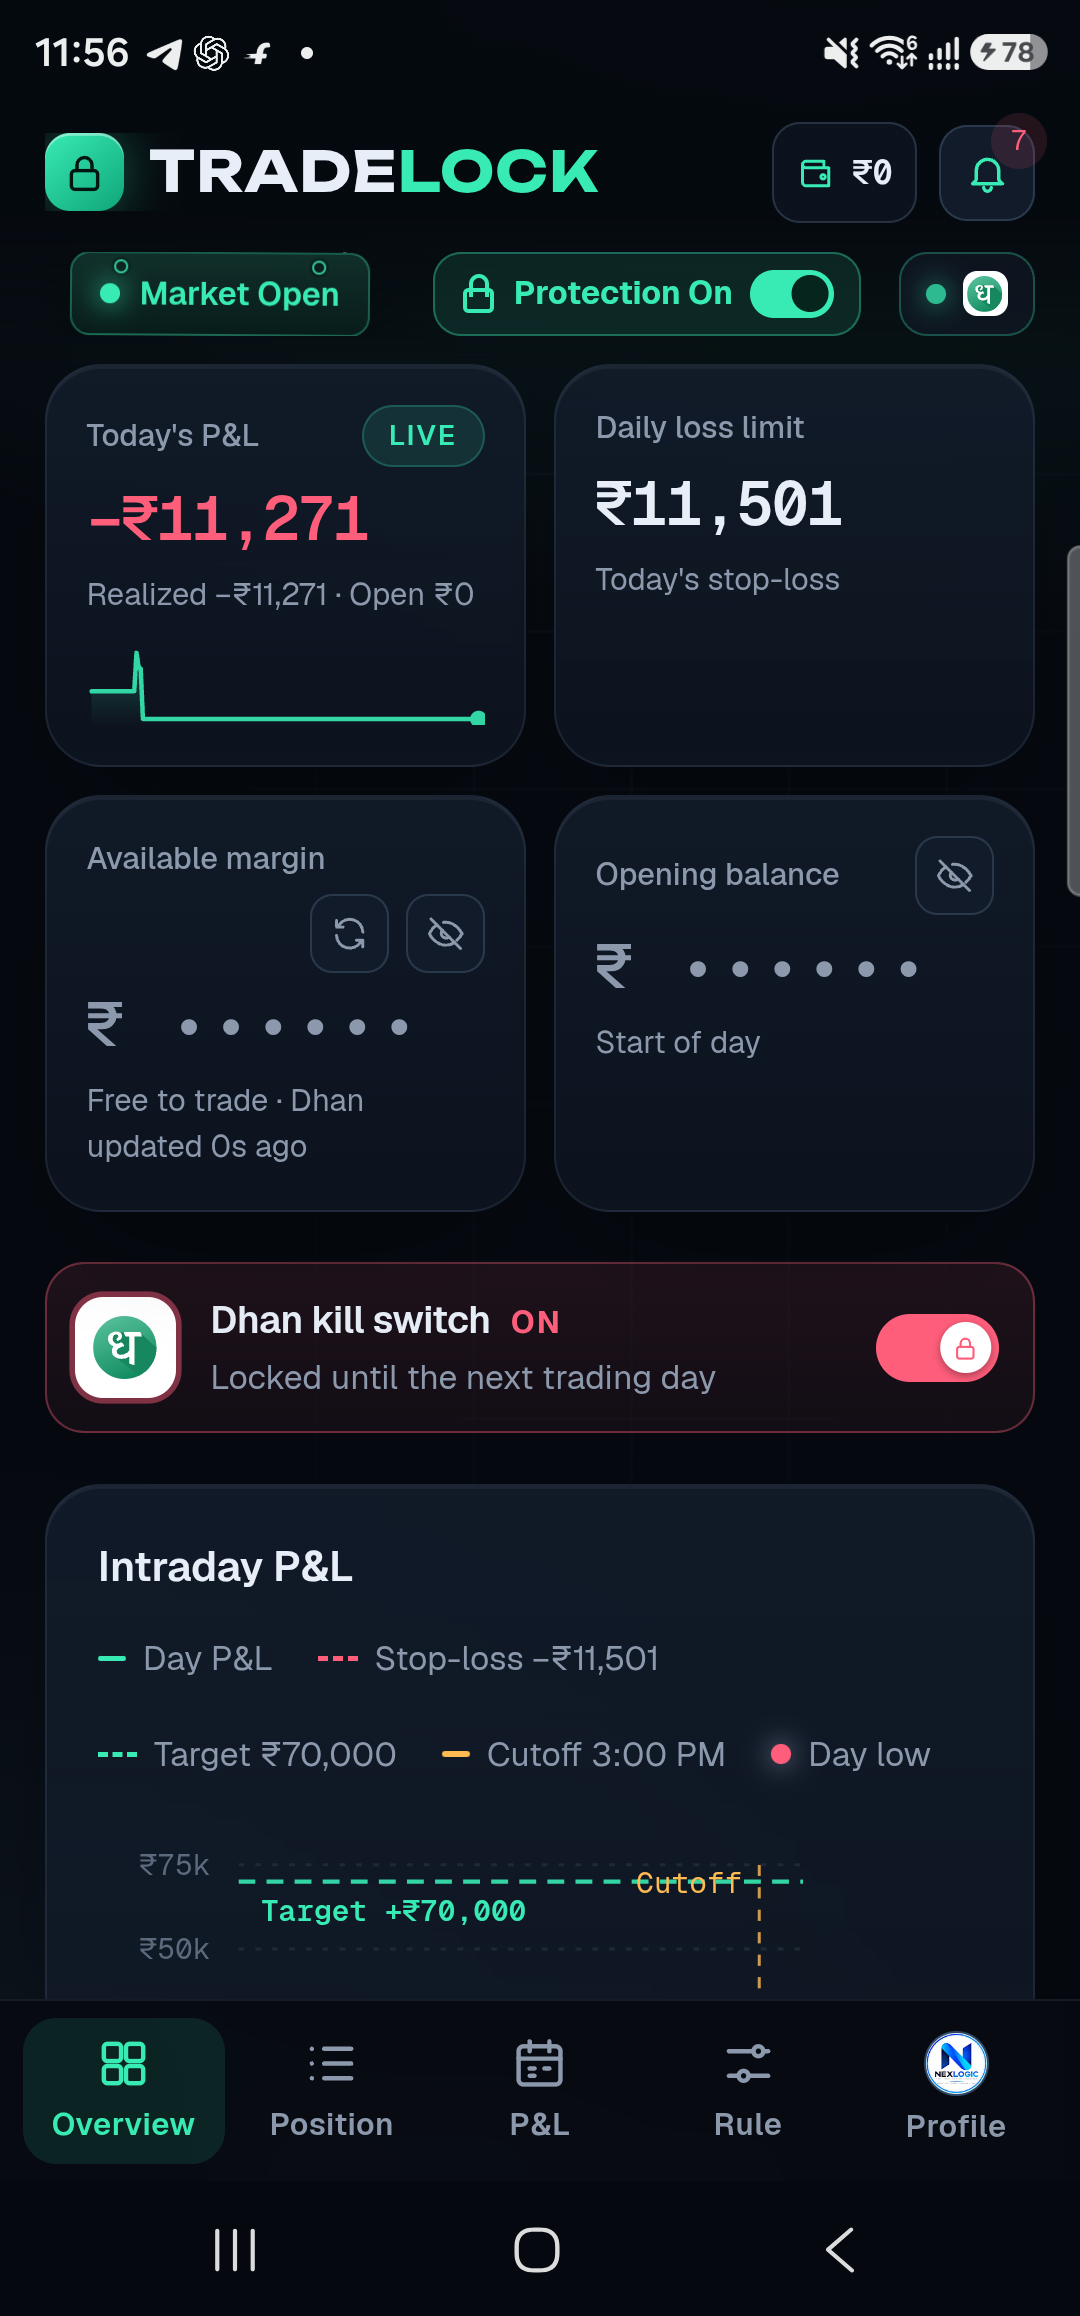 11:56
6
78
TRADELOCK
₹0
7
Market Open
Protection On
ध
Today's P&L
LIVE
−₹11,271
Realized −₹11,271 · Open ₹0
Daily loss limit
₹11,501
Today's stop-loss
Available margin
₹ ••••••
Free to trade · Dhan
updated 0s ago
Opening balance
₹ ••••••
Start of day
ध
Dhan kill switch ON
Locked until the next trading day
Intraday P&L
Day P&L
Stop-loss −₹11,501
Target ₹70,000
Cutoff 3:00 PM
Day low
₹75k
Cutoff
Target +₹70,000
₹50k
Overview
Position
P&L
Rule
NEXLOGIC
Profile